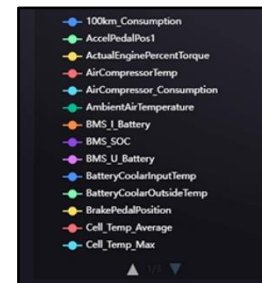 100km_Consumption
AccelPedalPos1
ActualEnginePercentTorque
AirCompressorTemp
AirCompressor_Consumption
AmbientAirTemperature
BMS_I_Battery
BMS_SOC
BMS_U_Battery
BatteryCoolarInputTemp
BatteryCoolarOutsideTemp
BrakePedalPosition
Cell_Temp_Average
Cell_Temp_Max